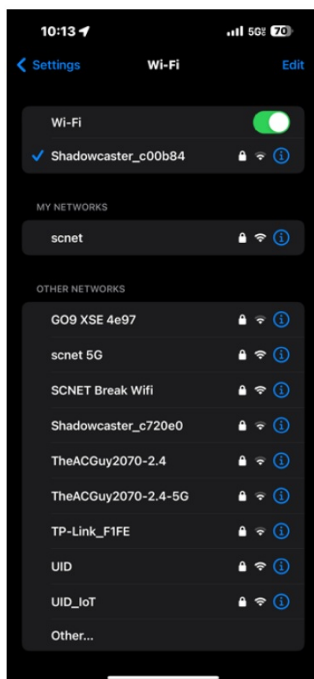 10:13 5GE 70
Settings Wi-Fi Edit
Wi-Fi
Shadowcaster_c00b84
MY NETWORKS
scnet
OTHER NETWORKS
GO9 XSE 4e97
scnet 5G
SCNET Break Wifi
Shadowcaster_c720e0
TheACGuy2070-2.4
TheACGuy2070-2.4-5G
TP-Link_F1FE
UID
UID_IoT
Other...